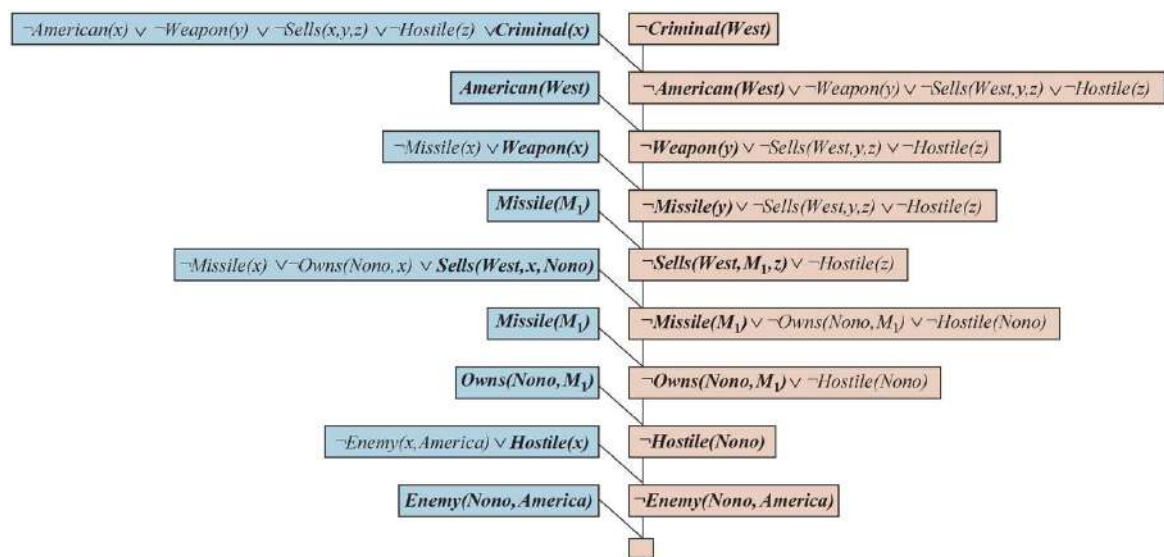 ¬American(x) ∨ ¬Weapon(y) ∨ ¬Sells(x,y,z) ∨ ¬Hostile(z) ∨Criminal(x) ¬Criminal(West)
American(West) ¬American(West) ∨ ¬Weapon(y) ∨ ¬Sells(West,y,z) ∨ ¬Hostile(z)
¬Missile(x) ∨ Weapon(x) ¬Weapon(y) ∨ ¬Sells(West,y,z) ∨ ¬Hostile(z)
Missile(M₁) ¬Missile(y) ∨ ¬Sells(West,y,z) ∨ ¬Hostile(z)
¬Missile(x) ∨ ¬Owns(Nono,x) ∨ Sells(West,x,Nono) ¬Sells(West,M₁,z) ∨ ¬Hostile(z)
Missile(M₁) ¬Missile(M₁) ∨ ¬Owns(Nono,M₁) ∨ ¬Hostile(Nono)
Owns(Nono,M₁) ¬Owns(Nono,M₁) ∨ ¬Hostile(Nono)
¬Enemy(x,America) ∨ Hostile(x) ¬Hostile(Nono)
Enemy(Nono,America) ¬Enemy(Nono,America)